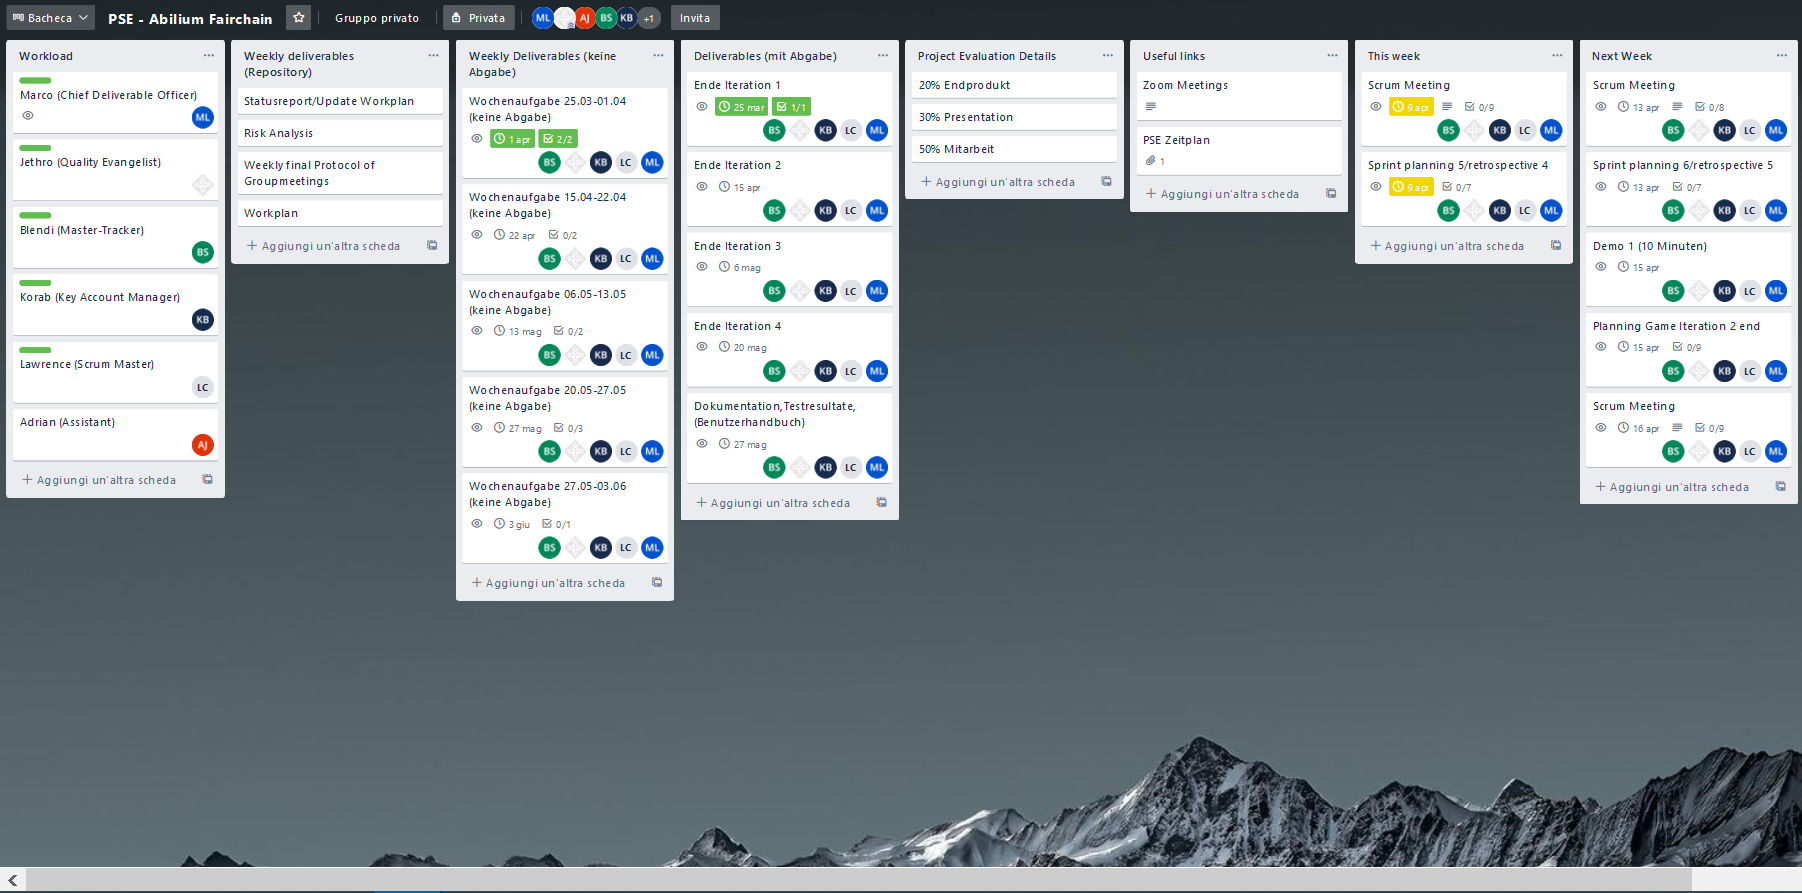 Bacheca
PSE - Abilium Fairchain
Gruppo privato
Privata
ML
AJ
BS
KB
+1
Invita
Workload
Marco (Chief Deliverable Officer)
ML
Jethro (Quality Evangelist)
Blendi (Master-Tracker)
BS
Korab (Key Account Manager)
KB
Lawrence (Scrum Master)
LC
Adrian (Assistant)
AJ
Aggiungi un'altra scheda
Weekly deliverables
(Repository)
Statusreport/Update Workplan
Risk Analysis
Weekly final Protocol of
Groupmeetings
Workplan
Aggiungi un'altra scheda
Weekly Deliverables (keine
Abgabe)
Wochenaufgabe 25.03-01.04
(keine Abgabe)
1 apr 2/2
BS KB LC ML
Wochenaufgabe 15.04-22.04
(keine Abgabe)
22 apr 0/2
BS KB LC ML
Wochenaufgabe 06.05-13.05
(keine Abgabe)
13 mag 0/2
BS KB LC ML
Wochenaufgabe 20.05-27.05
(keine Abgabe)
27 mag 0/3
BS KB LC ML
Wochenaufgabe 27.05-03.06
(keine Abgabe)
3 giu 0/1
BS KB LC ML
Aggiungi un'altra scheda
Deliverables (mit Abgabe)
Ende Iteration 1
25 mar 1/1
BS KB LC ML
Ende Iteration 2
15 apr
BS KB LC ML
Ende Iteration 3
6 mag
BS KB LC ML
Ende Iteration 4
20 mag
BS KB LC ML
Dokumentation,Testresultate,
(Benutzerhandbuch)
27 mag
BS KB LC ML
Aggiungi un'altra scheda
Project Evaluation Details
20% Endprodukt
30% Presentation
50% Mitarbeit
Aggiungi un'altra scheda
Useful links
Zoom Meetings
PSE Zeitplan
1
Aggiungi un'altra scheda
This week
Scrum Meeting
9 apr 0/9
BS KB LC ML
Sprint planning 5/retrospective 4
9 apr 0/7
BS KB LC ML
Aggiungi un'altra scheda
Next Week
Scrum Meeting
13 apr 0/8
BS KB LC ML
Sprint planning 6/retrospective 5
13 apr 0/7
BS KB LC ML
Demo 1 (10 Minuten)
15 apr
BS KB LC ML
Planning Game Iteration 2 end
15 apr 0/9
BS KB LC ML
Scrum Meeting
16 apr 0/9
BS KB LC ML
Aggiungi un'altra scheda